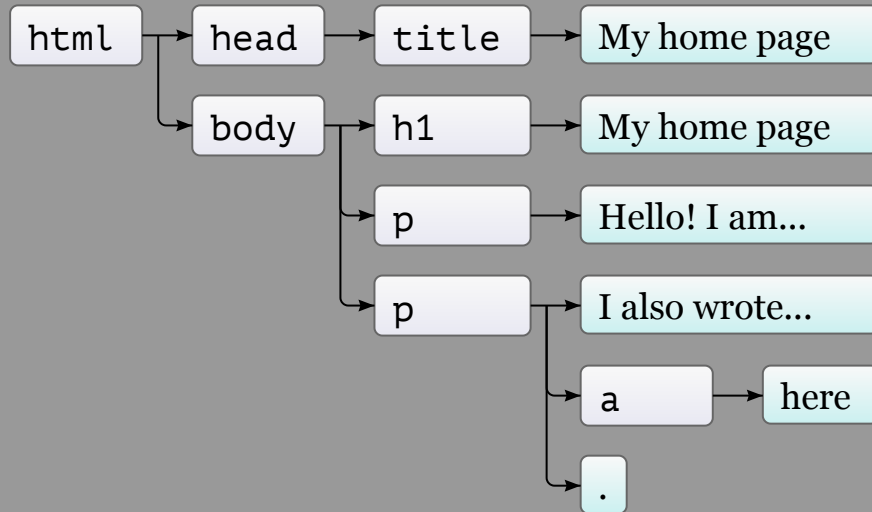 html head title My home page
body h1 My home page
p Hello! I am...
p I also wrote...
a here
.